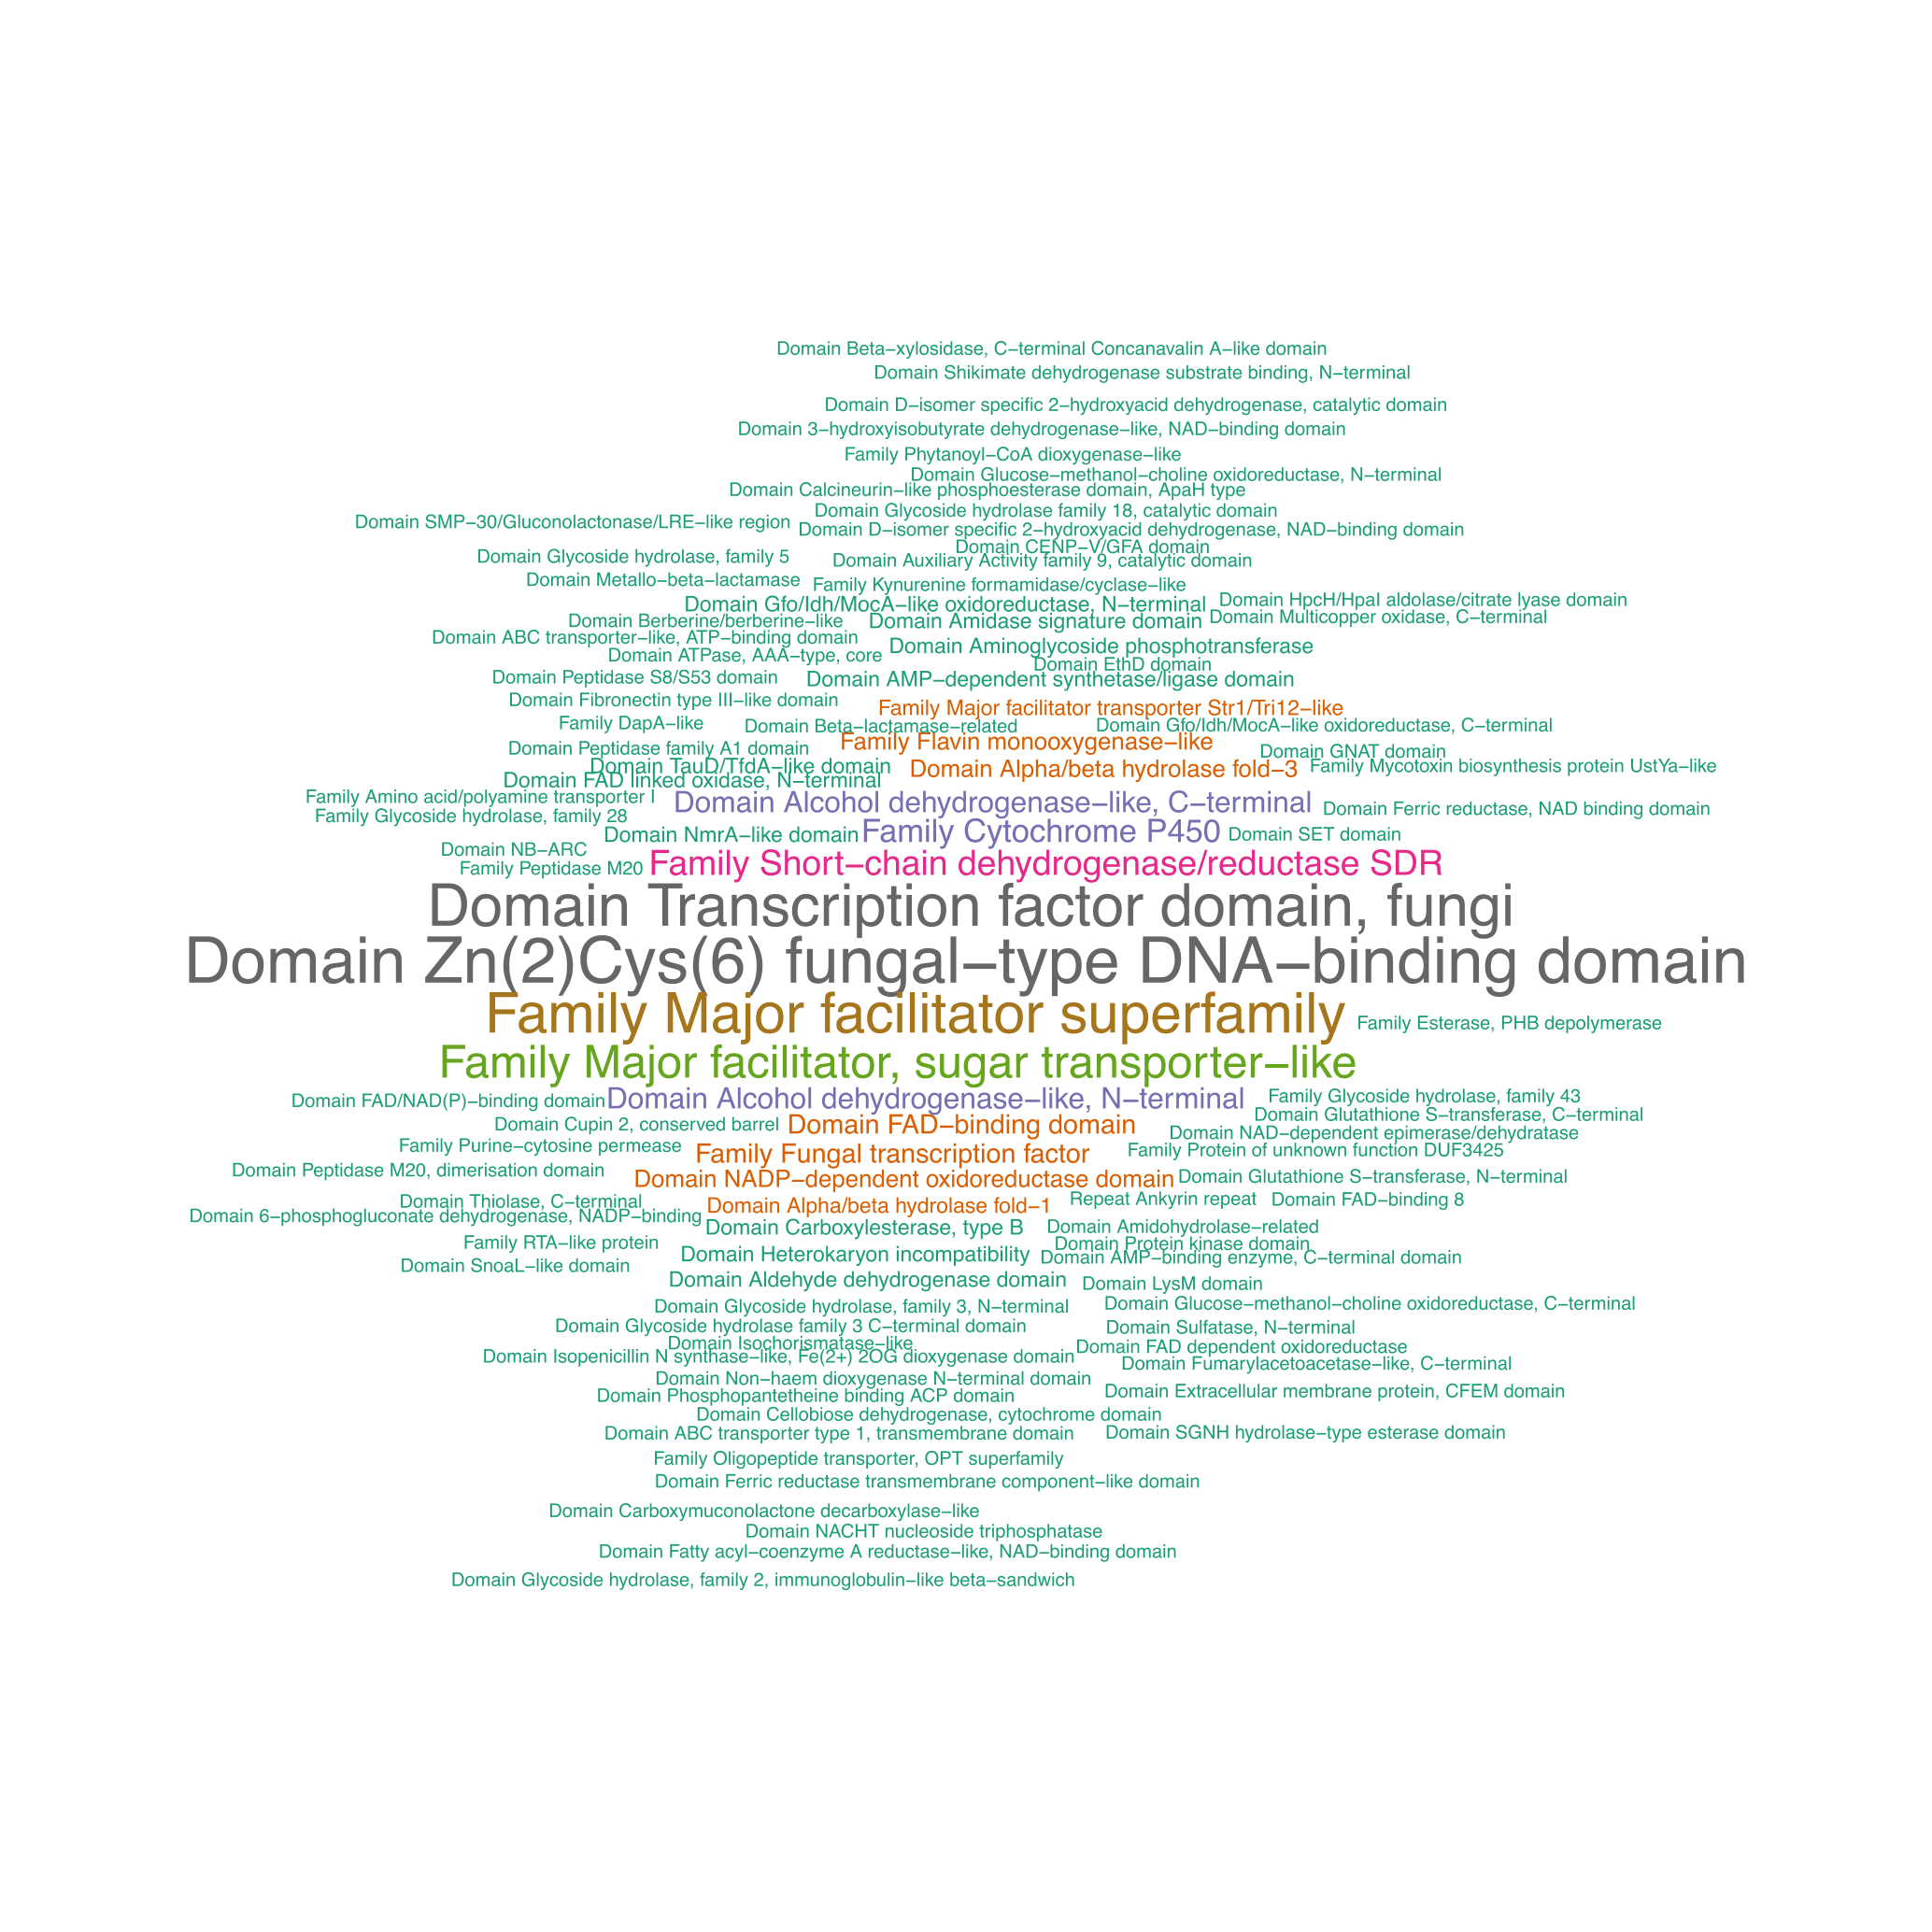 Domain Beta−xylosidase, C−terminal Concanavalin A−like domain
Domain Shikimate dehydrogenase substrate binding, N−terminal
Domain D−isomer specific 2−hydroxyacid dehydrogenase, catalytic domain
Domain 3−hydroxyisobutyrate dehydrogenase−like, NAD−binding domain
Family Phytanoyl−CoA dioxygenase−like
Domain Glucose−methanol−choline oxidoreductase, N−terminal
Domain Calcineurin−like phosphoesterase domain, ApaH type
Domain Glycoside hydrolase family 18, catalytic domain
Domain SMP−30/Gluconolactonase/LRE−like region
Domain D−isomer specific 2−hydroxyacid dehydrogenase, NAD−binding domain
Domain CENP−V/GFA domain
Domain Glycoside hydrolase, family 5
Domain Auxiliary Activity family 9, catalytic domain
Domain Metallo−beta−lactamase
Family Kynurenine formamidase/cyclase−like
Domain Gfo/Idh/MocA−like oxidoreductase, N−terminal
Domain HpcH/HpaI aldolase/citrate lyase domain
Domain Berberine/berberine−like
Domain Amidase signature domain
Domain Multicopper oxidase, C−terminal
Domain ABC transporter−like, ATP−binding domain
Domain Aminoglycoside phosphotransferase
Domain ATPase, AAA−type, core
Domain EthD domain
Domain Peptidase S8/S53 domain
Domain AMP−dependent synthetase/ligase domain
Domain Fibronectin type III−like domain
Family Major facilitator transporter Str1/Tri12−like
Family DapA−like
Domain Beta−lactamase−related
Domain Gfo/Idh/MocA−like oxidoreductase, C−terminal
Domain Peptidase family A1 domain
Family Flavin monooxygenase−like
Domain GNAT domain
Domain TauD/TfdA−like domain
Domain Alpha/beta hydrolase fold−3
Family Mycotoxin biosynthesis protein UstYa−like
Domain FAD linked oxidase, N−terminal
Family Amino acid/polyamine transporter I
Domain Alcohol dehydrogenase−like, C−terminal
Domain Ferric reductase, NAD binding domain
Family Glycoside hydrolase, family 28
Domain NmrA−like domain
Family Cytochrome P450
Domain SET domain
Domain NB−ARC
Family Peptidase M20
Family Short−chain dehydrogenase/reductase SDR
Domain Transcription factor domain, fungi
Domain Zn(2)Cys(6) fungal−type DNA−binding domain
Family Major facilitator superfamily
Family Esterase, PHB depolymerase
Family Major facilitator, sugar transporter−like
Domain FAD/NAD(P)−binding domain
Domain Alcohol dehydrogenase−like, N−terminal
Family Glycoside hydrolase, family 43
Domain Glutathione S−transferase, C−terminal
Domain Cupin 2, conserved barrel
Domain FAD−binding domain
Domain NAD−dependent epimerase/dehydratase
Family Purine−cytosine permease
Family Fungal transcription factor
Family Protein of unknown function DUF3425
Domain Peptidase M20, dimerisation domain
Domain NADP−dependent oxidoreductase domain
Domain Glutathione S−transferase, N−terminal
Domain Thiolase, C−terminal
Domain Alpha/beta hydrolase fold−1
Repeat Ankyrin repeat
Domain FAD−binding 8
Domain 6−phosphogluconate dehydrogenase, NADP−binding
Domain Carboxylesterase, type B
Domain Amidohydrolase−related
Family RTA−like protein
Domain Heterokaryon incompatibility
Domain Protein kinase domain
Domain AMP−binding enzyme, C−terminal domain
Domain SnoaL−like domain
Domain Aldehyde dehydrogenase domain
Domain LysM domain
Domain Glycoside hydrolase, family 3, N−terminal
Domain Glucose−methanol−choline oxidoreductase, C−terminal
Domain Glycoside hydrolase family 3 C−terminal domain
Domain Sulfatase, N−terminal
Domain Isochorismatase−like
Domain FAD dependent oxidoreductase
Domain Isopenicillin N synthase−like, Fe(2+) 2OG dioxygenase domain
Domain Fumarylacetoacetase−like, C−terminal
Domain Non−haem dioxygenase N−terminal domain
Domain Phosphopantetheine binding ACP domain
Domain Extracellular membrane protein, CFEM domain
Domain Cellobiose dehydrogenase, cytochrome domain
Domain ABC transporter type 1, transmembrane domain
Domain SGNH hydrolase−type esterase domain
Family Oligopeptide transporter, OPT superfamily
Domain Ferric reductase transmembrane component−like domain
Domain Carboxymuconolactone decarboxylase−like
Domain NACHT nucleoside triphosphatase
Domain Fatty acyl−coenzyme A reductase−like, NAD−binding domain
Domain Glycoside hydrolase, family 2, immunoglobulin−like beta−sandwich